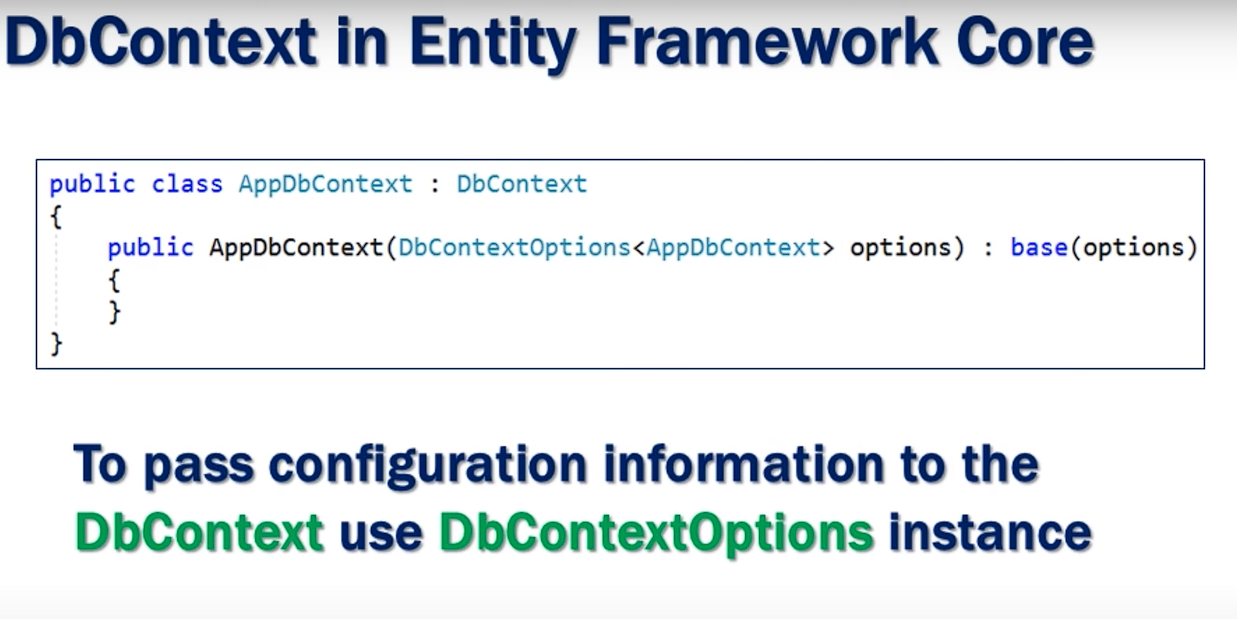 DbContext in Entity Framework Core
public class AppDbContext : DbContext
{
public AppDbContext(DbContextOptions<AppDbContext> options) : base(options)
{
}
}
To pass configuration information to the
DbContext use DbContextOptions instance